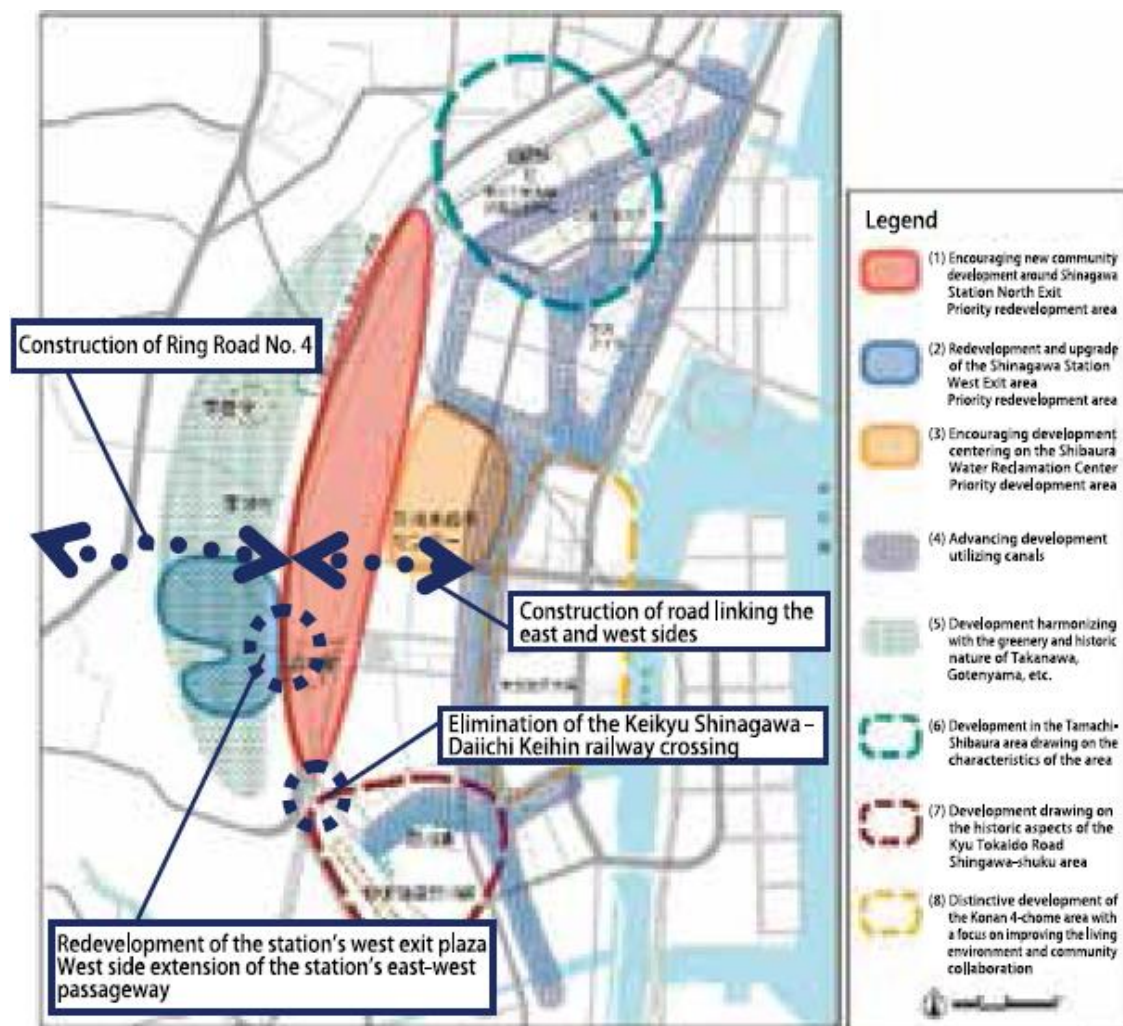 Construction of Ring Road No. 4
Construction of road linking the
east and west sides
Elimination of the Keikyu Shinagawa–
Daiichi Keihin railway crossing
Redevelopment of the station's west exit plaza
West side extension of the station's east-west
passageway
Legend
(1) Encouraging new community
development around Shinagawa
Station North Exit
Priority redevelopment area
(2) Redevelopment and upgrade
of the Shinagawa Station
West Exit area
Priority redevelopment area
(3) Encouraging development
centering on the Shibaura
Water Reclamation Center
Priority development area
(4) Advancing development
utilizing canals
(5) Development harmonizing
with the greenery and historic
nature of Takanawa,
Gotenyama, etc.
(6) Development in the Tamachi-
Shibaura area drawing on the
characteristics of the area
(7) Development drawing on
the historic aspects of the
Kyu Tokaido Road
Shingawa-shuku area
(8) Distinctive development of
the Konan 4-chome area with
a focus on improving the living
environment and community
collaboration